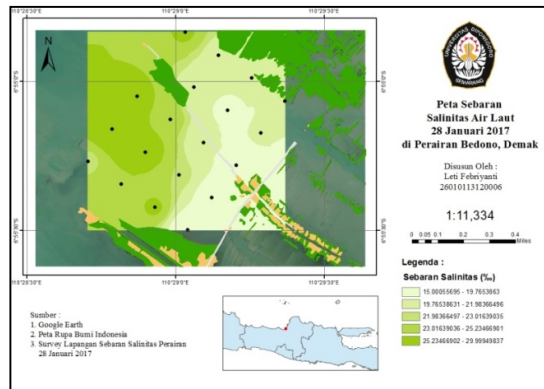 110°28'30"E
110°29'0"E
110°29'30"E
N
UNIVERSITAS DIPONEGORO
SEMARANG
Peta Sebaran
Salinitas Air Laut
28 Januari 2017
di Perairan Bedono, Demak
Disusun Oleh :
Leti Febriyanti
26010113120006
1:11,334
0 0.05 0.1 0.2 0.3 0.4
Miles
Legenda :
Sebaran Salinitas (‰)
15.00055695 - 19.7653863
19.76538631 - 21.98366496
21.98366497 - 23.01639035
23.01639036 - 25.23466901
25.23466902 - 29.99949837
110°28'30"E
110°29'0"E
110°29'30"E
Sumber :
1. Google Earth
2. Peta Rupa Bumi Indonesia
3. Survey Lapangan Sebaran Salinitas Perairan
28 Januari 2017